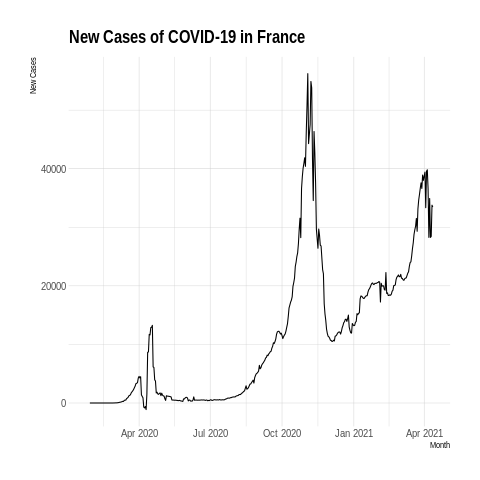 New Cases of COVID-19 in France
New Cases
40000
20000
0
Apr 2020 Jul 2020 Oct 2020 Jan 2021 Apr 2021
Month